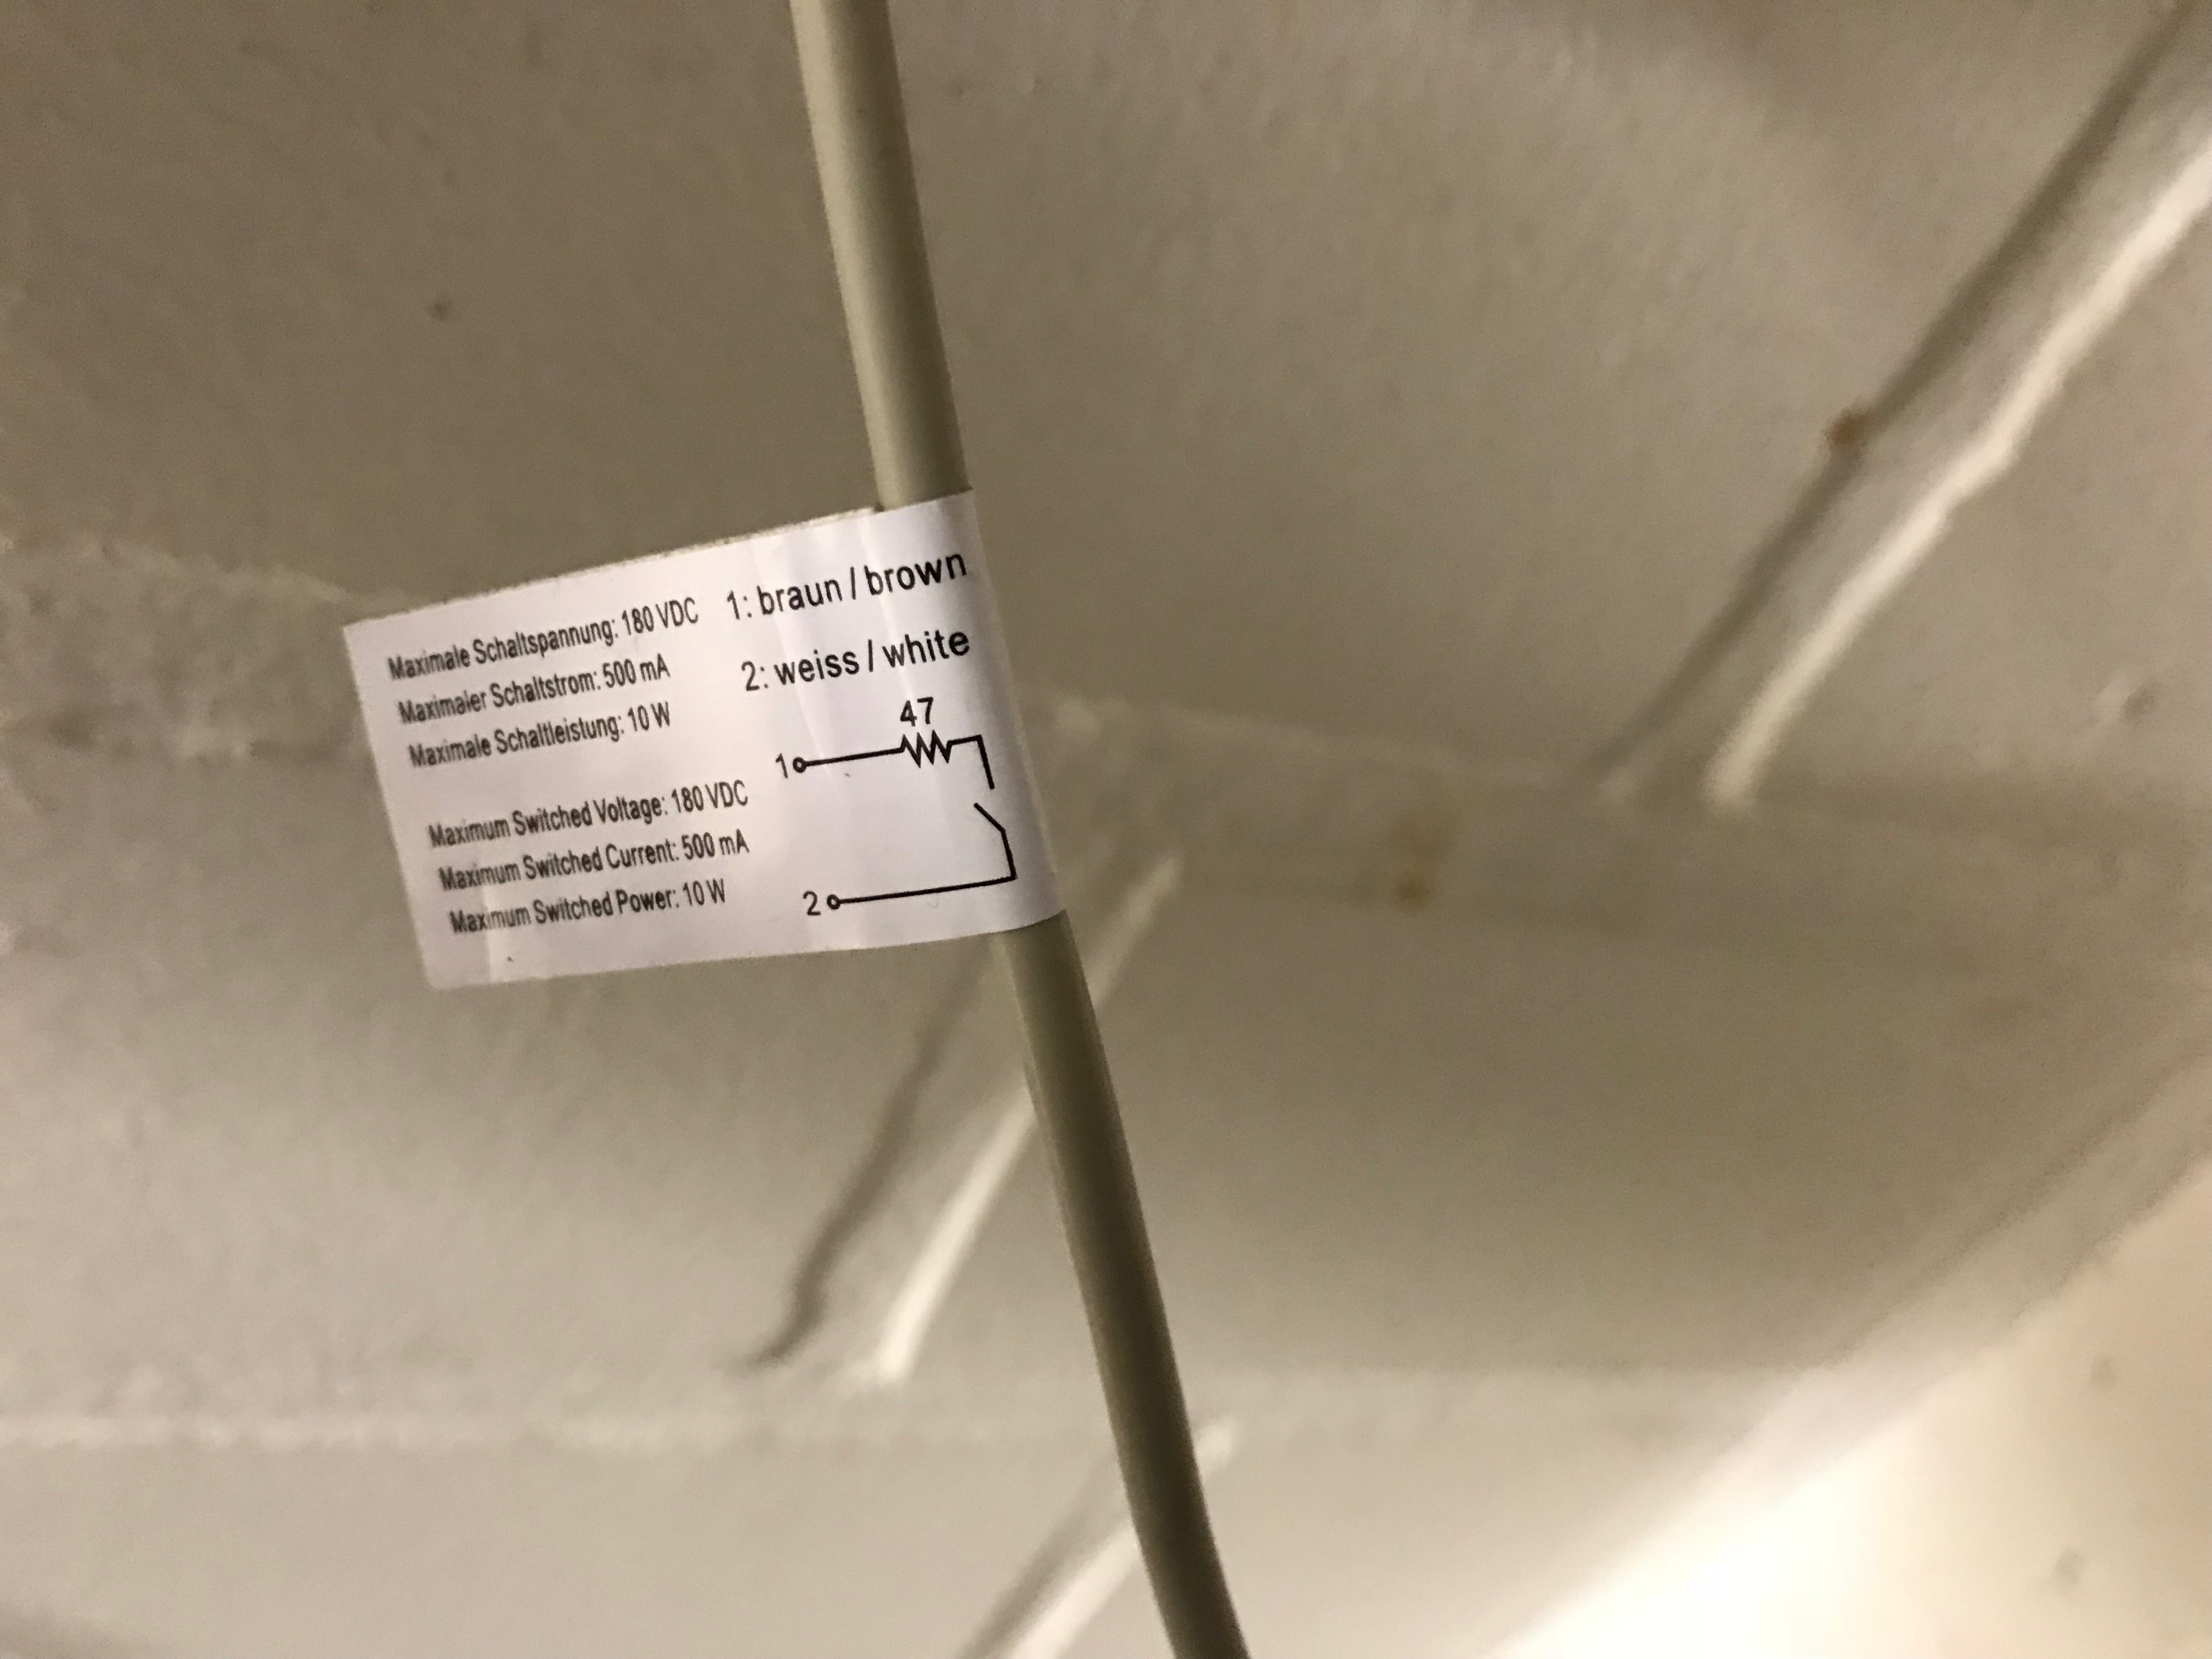 Maximale Schaltspannung: 180 VDC
Maximaler Schaltstrom: 500 mA
Maximale Schaltleistung: 10 W
Maximum Switched Voltage: 180 VDC
Maximum Switched Current: 500 mA
Maximum Switched Power: 10 W
1: braun / brown
2: weiss / white
47
1
2